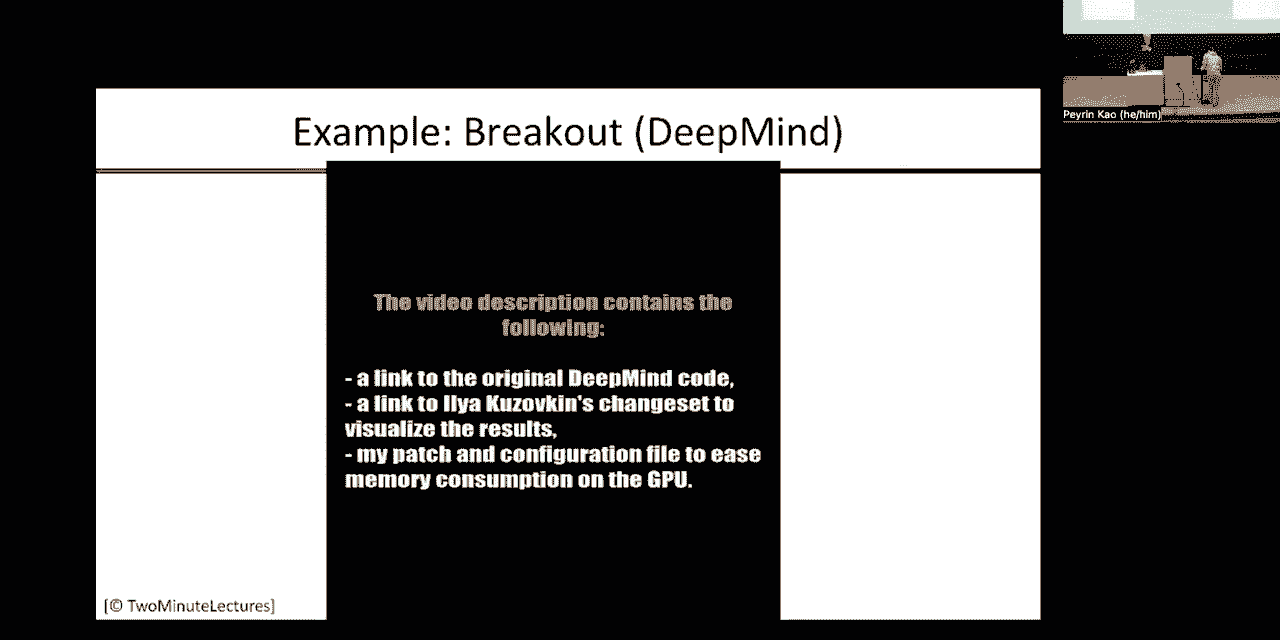 Example: Breakout (DeepMind)
Peyrin Kao (he/him)
The video description contains the
following:
- a link to the original DeepMind code,
- a link to Ilya Kuzovkin's changeset to
visualize the results,
- my patch and configuration file to ease
memory consumption on the GPU.
[© TwoMinuteLectures]